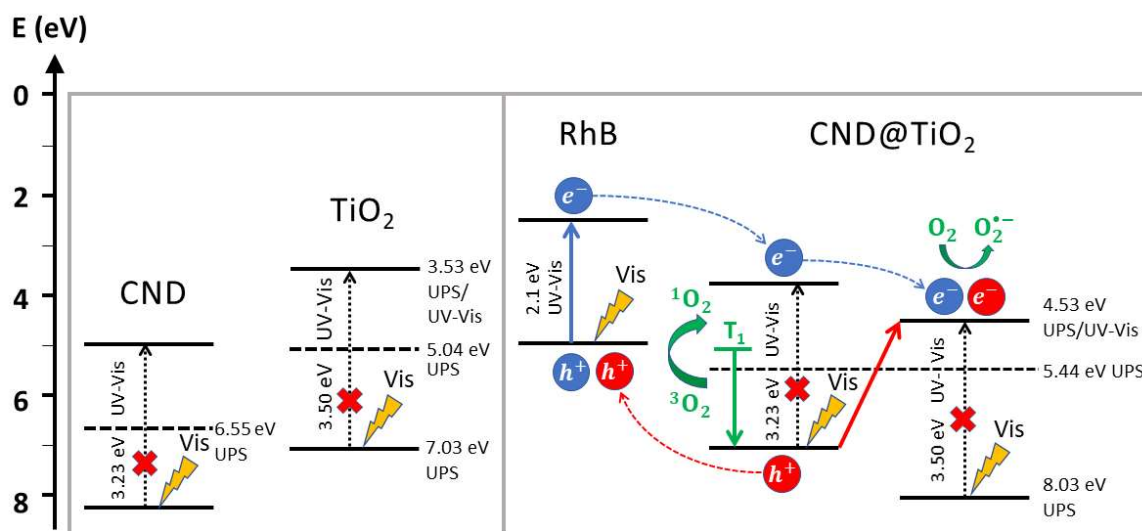 E (eV)
0
2
4
6
8
CND
UV-Vis
3.23 eV
Vis
6.55 eV
UPS
TiO₂
UV-Vis
3.50 eV
Vis
3.53 eV
UPS/
UV-Vis
5.04 eV
UPS
7.03 eV
UPS
RhB
e⁻
2.1 eV
UV-Vis
Vis
h⁺
h⁺
CND@TiO₂
e⁻
¹O₂
T₁
³O₂
UV-Vis
3.23 eV
Vis
h⁺
O₂
O₂•⁻
e⁻
e⁻
4.53 eV
UPS/UV-Vis
5.44 eV UPS
UV-Vis
3.50 eV
Vis
8.03 eV
UPS